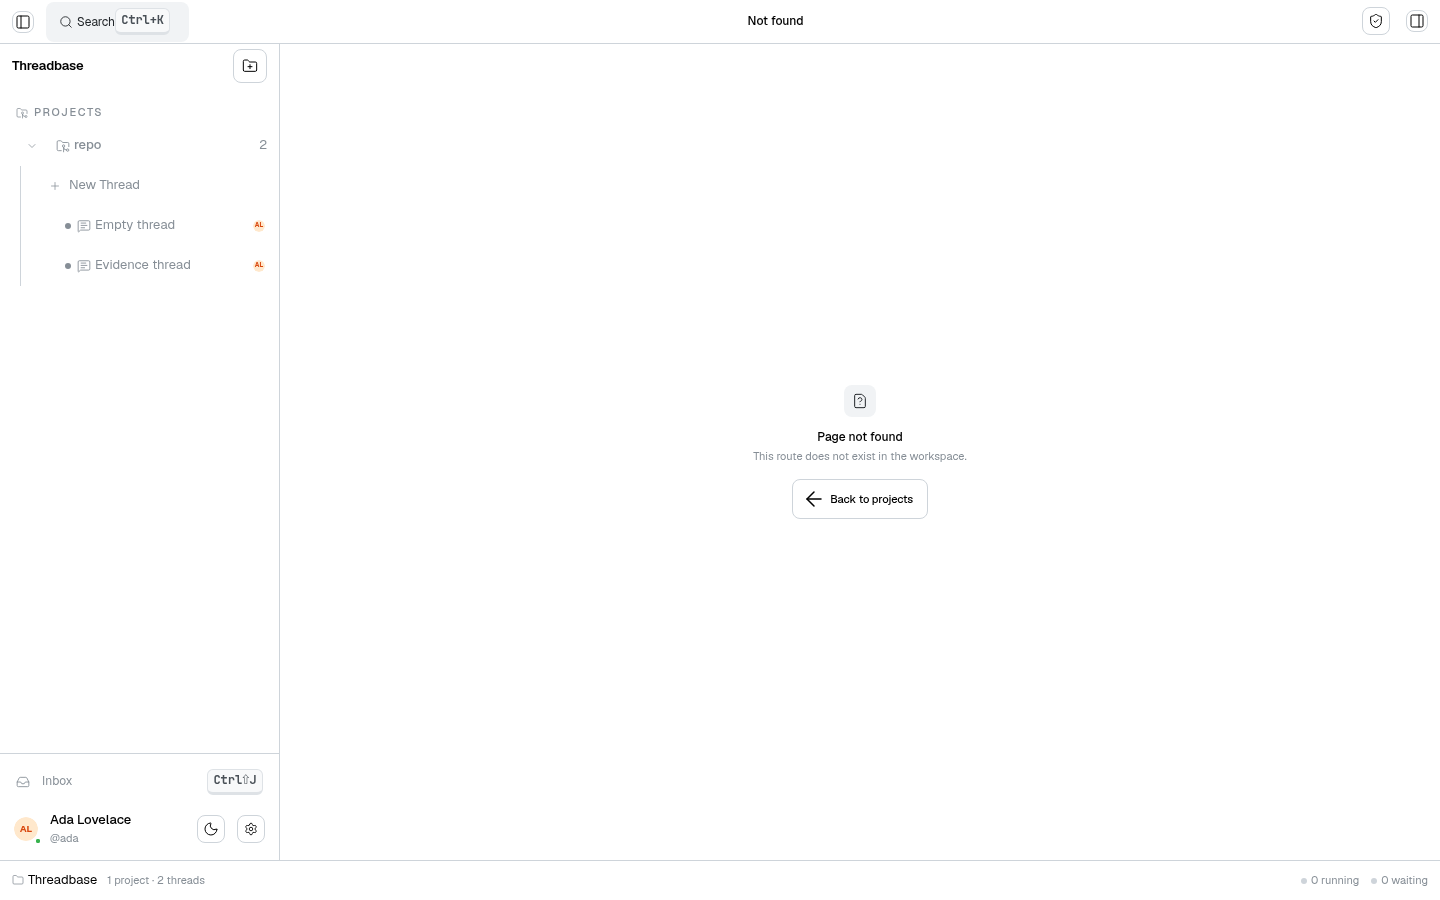 Search Ctrl+K
Not found
Threadbase
PROJECTS
repo 2
New Thread
Empty thread AL
Evidence thread AL
Page not found
This route does not exist in the workspace.
Back to projects
Inbox Ctrl⇧J
AL Ada Lovelace
@ada
Threadbase 1 project · 2 threads
0 running 0 waiting